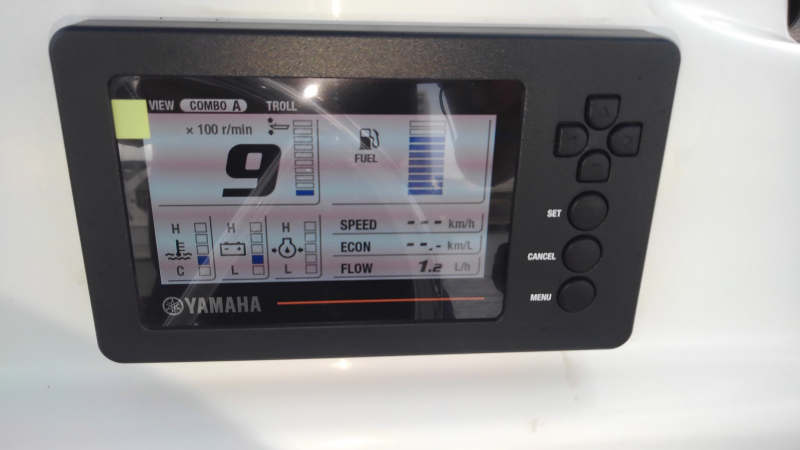 VIEW COMBO A TROLL
× 100 r/min
9
FUEL
H H H
C L L
SPEED ---- km/h
ECON --.- km/L
FLOW 1.2 L/h
YAMAHA
SET
CANCEL
MENU